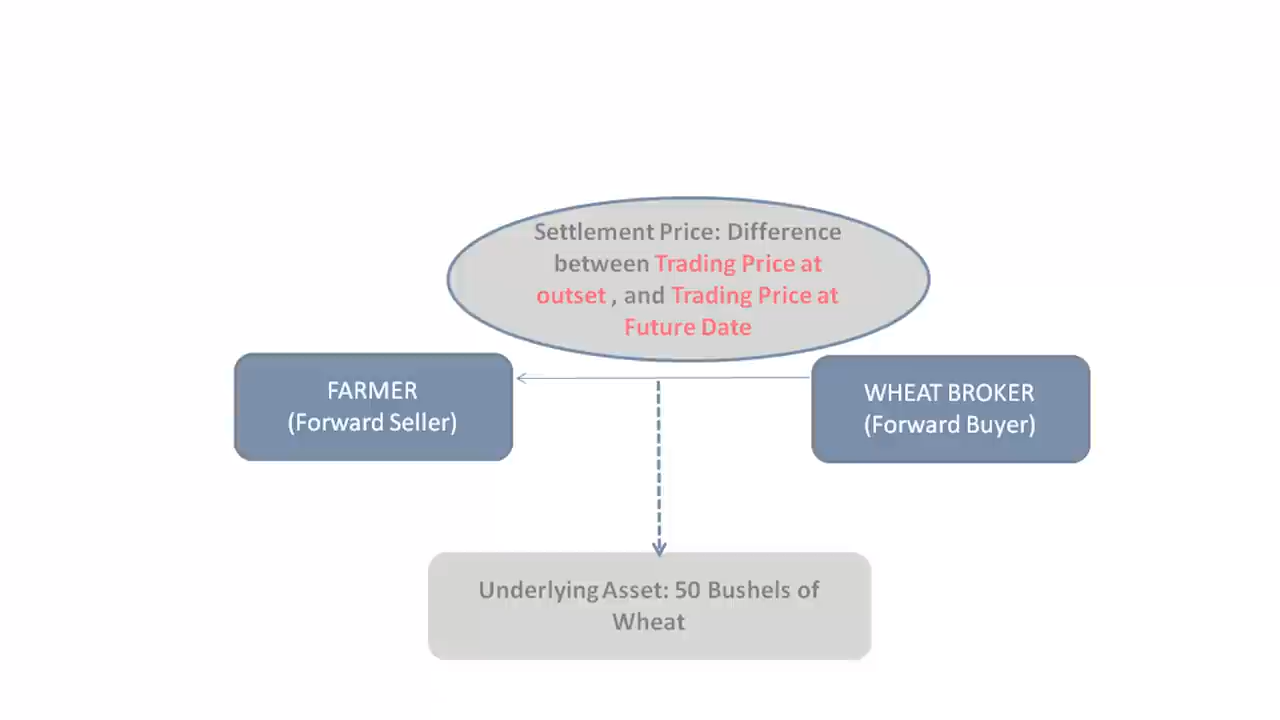 Settlement Price: Difference
between Trading Price at
outset , and Trading Price at
Future Date
FARMER
(Forward Seller)
WHEAT BROKER
(Forward Buyer)
Underlying Asset: 50 Bushels of
Wheat